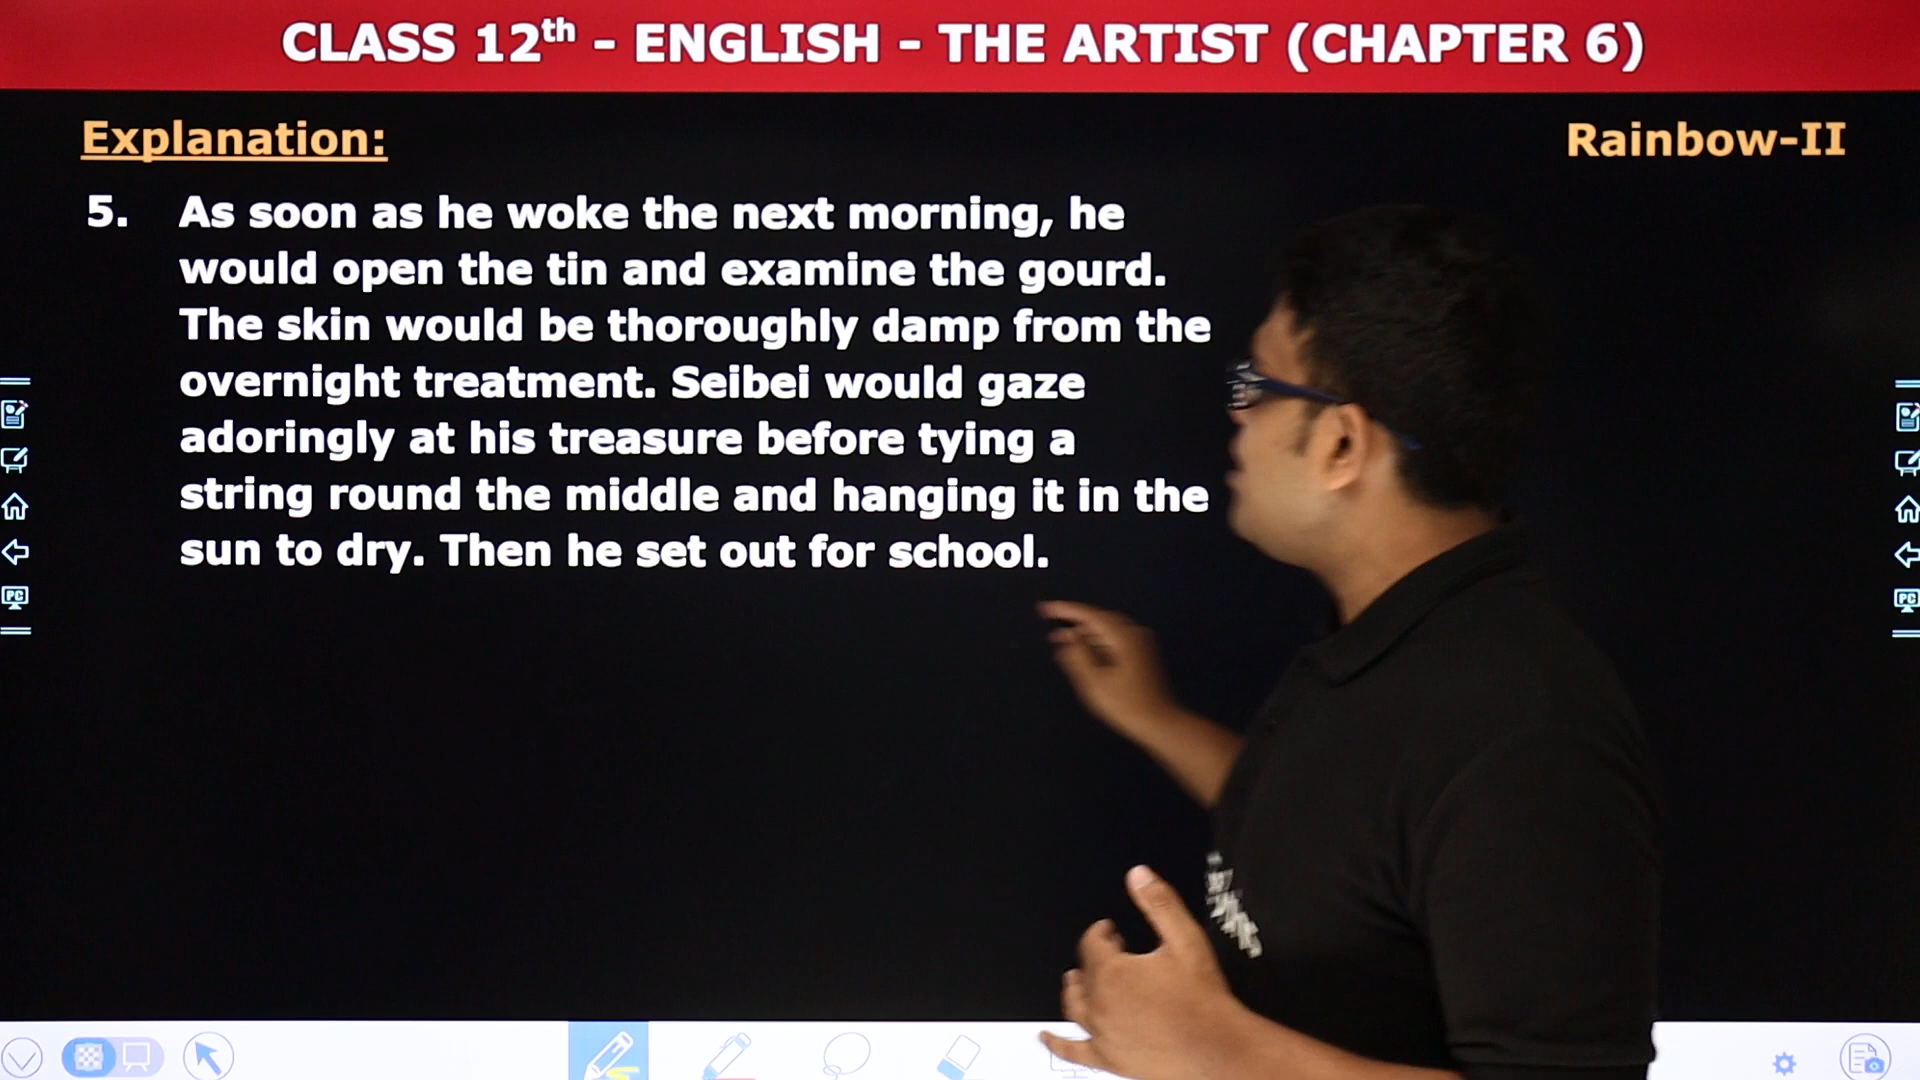 CLASS 12th - ENGLISH - THE ARTIST (CHAPTER 6)
Explanation:
Rainbow-II
5. As soon as he woke the next morning, he
would open the tin and examine the gourd.
The skin would be thoroughly damp from the
overnight treatment. Seibei would gaze
adoringly at his treasure before tying a
string round the middle and hanging it in the
sun to dry. Then he set out for school.
PC
PC